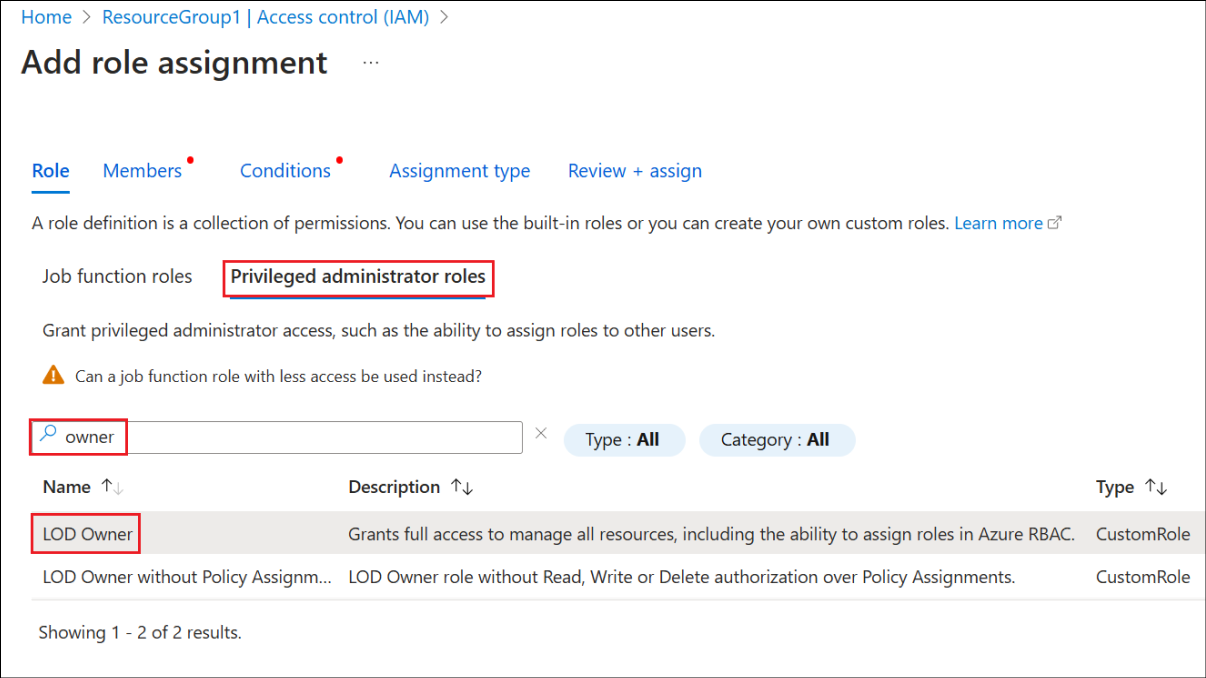 Home > ResourceGroup1 | Access control (IAM) >
Add role assignment ...
Role Members Conditions Assignment type Review + assign
A role definition is a collection of permissions. You can use the built-in roles or you can create your own custom roles. Learn more
Job function roles Privileged administrator roles
Grant privileged administrator access, such as the ability to assign roles to other users.
Can a job function role with less access be used instead?
owner Type : All Category : All
Name ↑↓ Description ↑↓ Type ↑↓
LOD Owner Grants full access to manage all resources, including the ability to assign roles in Azure RBAC. CustomRole
LOD Owner without Policy Assignm... LOD Owner role without Read, Write or Delete authorization over Policy Assignments. CustomRole
Showing 1 - 2 of 2 results.